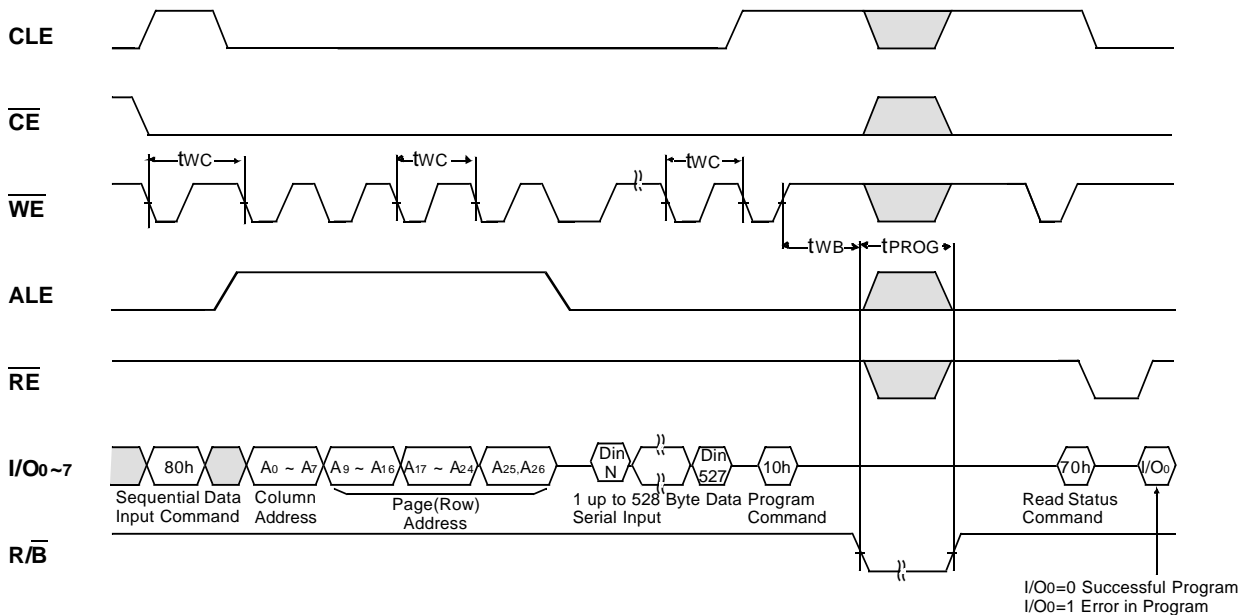 CLE
CE
tWC tWC tWC
WE
tWB tPROG
ALE
RE
I/O0~7
80h A0 ~ A7 A9 ~ A16 A17 ~ A24 A25,A26 Din N Din 527 10h 70h I/O0
Sequential Data Input Command
Column Address
Page(Row) Address
1 up to 528 Byte Data Serial Input
Program Command
Read Status Command
R/B
I/O0=0 Successful Program
I/O0=1 Error in Program